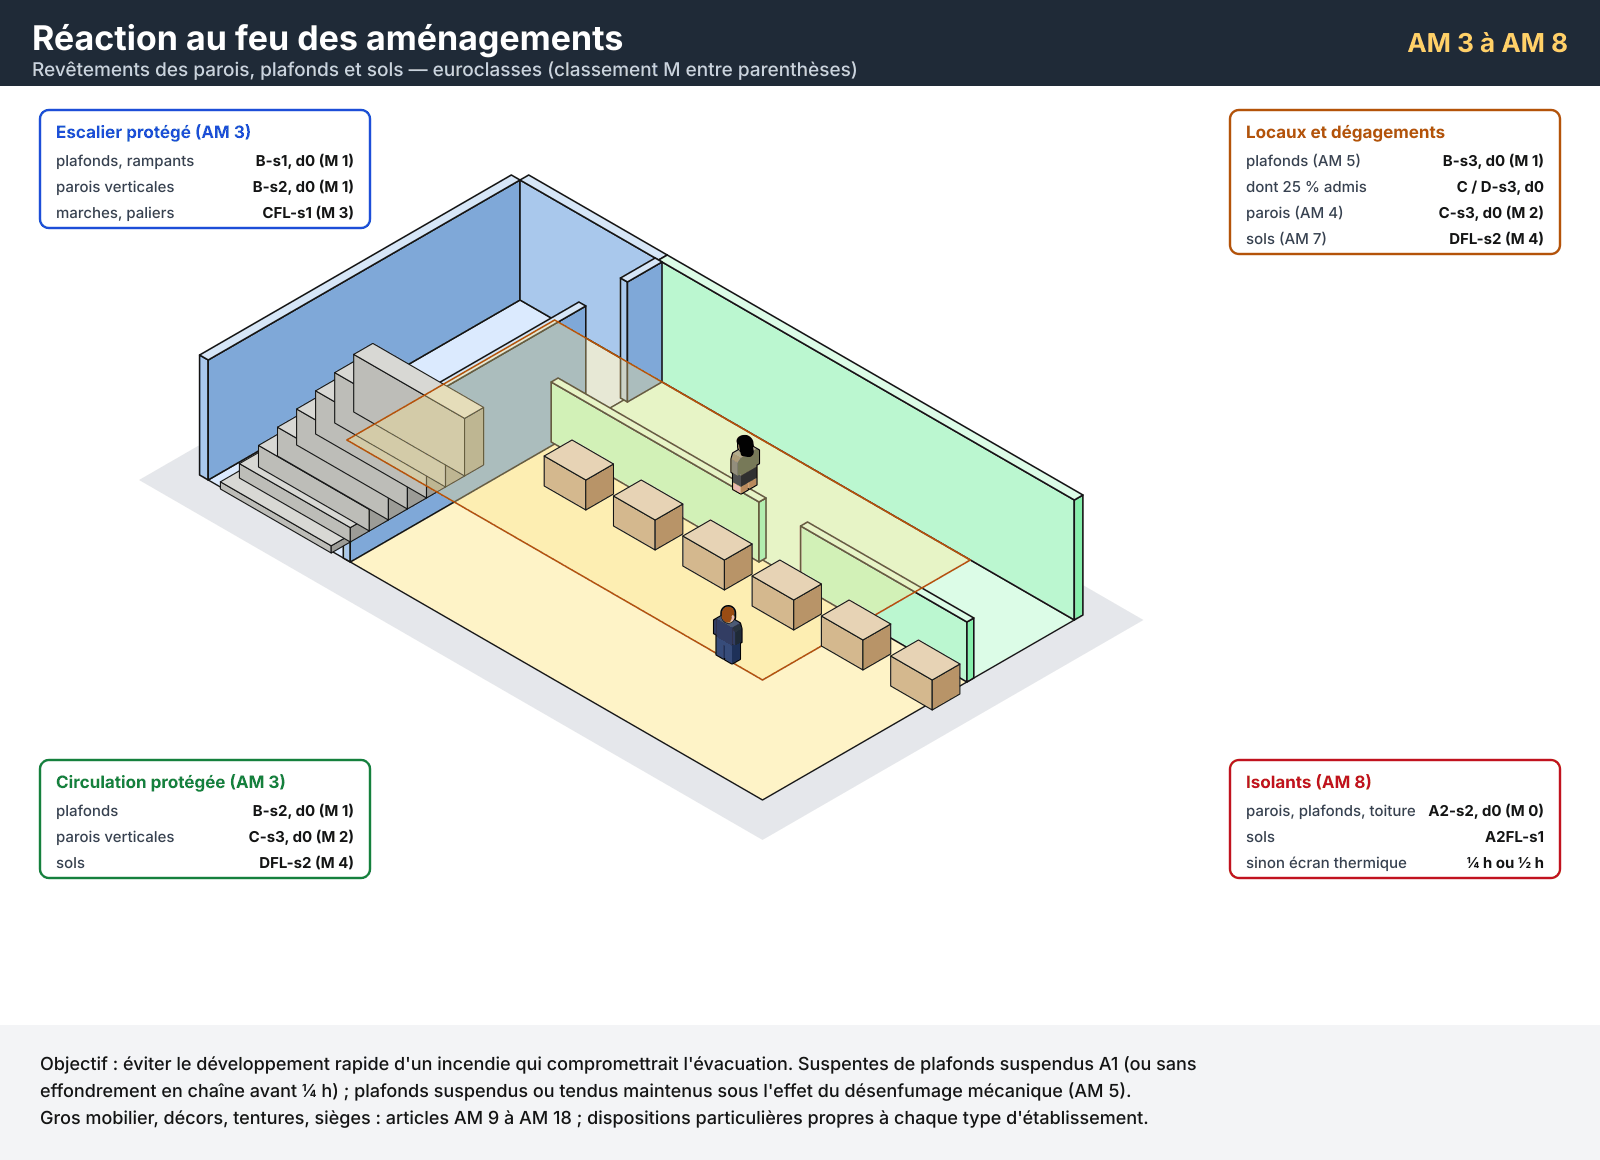 Réaction au feu des aménagements
AM 3 à AM 8
Revêtements des parois, plafonds et sols — euroclasses (classement M entre parenthèses)
Escalier protégé (AM 3)
plafonds, rampants B-s1, d0 (M 1)
parois verticales B-s2, d0 (M 1)
marches, paliers CFL-s1 (M 3)
Locaux et dégagements
plafonds (AM 5) B-s3, d0 (M 1)
dont 25 % admis C / D-s3, d0
parois (AM 4) C-s3, d0 (M 2)
sols (AM 7) DFL-s2 (M 4)
Circulation protégée (AM 3)
plafonds B-s2, d0 (M 1)
parois verticales C-s3, d0 (M 2)
sols DFL-s2 (M 4)
Isolants (AM 8)
parois, plafonds, toiture A2-s2, d0 (M 0)
sols A2FL-s1
sinon écran thermique ¼ h ou ½ h
Objectif : éviter le développement rapide d'un incendie qui compromettrait l'évacuation. Suspentes de plafonds suspendus A1 (ou sans
effondrement en chaîne avant ¼ h) ; plafonds suspendus ou tendus maintenus sous l'effet du désenfumage mécanique (AM 5).
Gros mobilier, décors, tentures, sièges : articles AM 9 à AM 18 ; dispositions particulières propres à chaque type d'établissement.